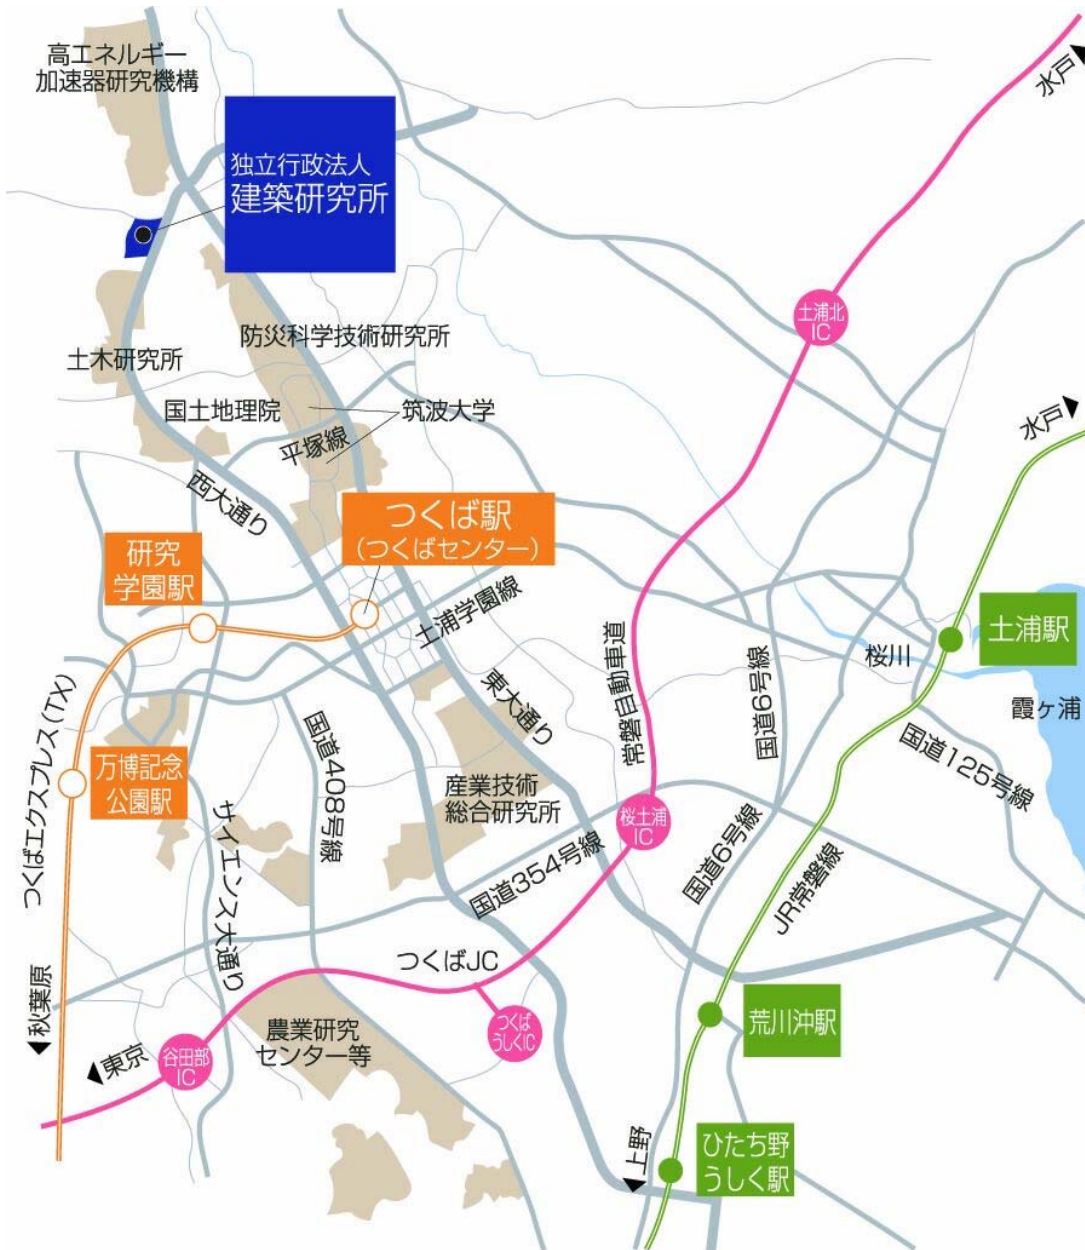 高エネルギー
加速器研究機構
水戸
独立行政法人
建築研究所
土浦北
IC
防災科学技術研究所
土木研究所
国土地理院
筑波大学
水戸
平塚線
西大通り
つくば駅
(つくばセンター)
研究
学園駅
土浦学園線
土浦駅
桜川
常磐自動車道
国道6号線
東大通り
霞ヶ浦
つくばエクスプレス(TX)
国道408号線
国道125号線
万博記念
公園駅
産業技術
総合研究所
サイエンス大通り
桜土浦
IC
国道6号線
国道354号線
JR常磐線
つくばJC
秋葉原
農業研究
センター等
つくば
うしくIC
荒川沖駅
東京
谷田部
IC
上野
ひたち野
うしく駅